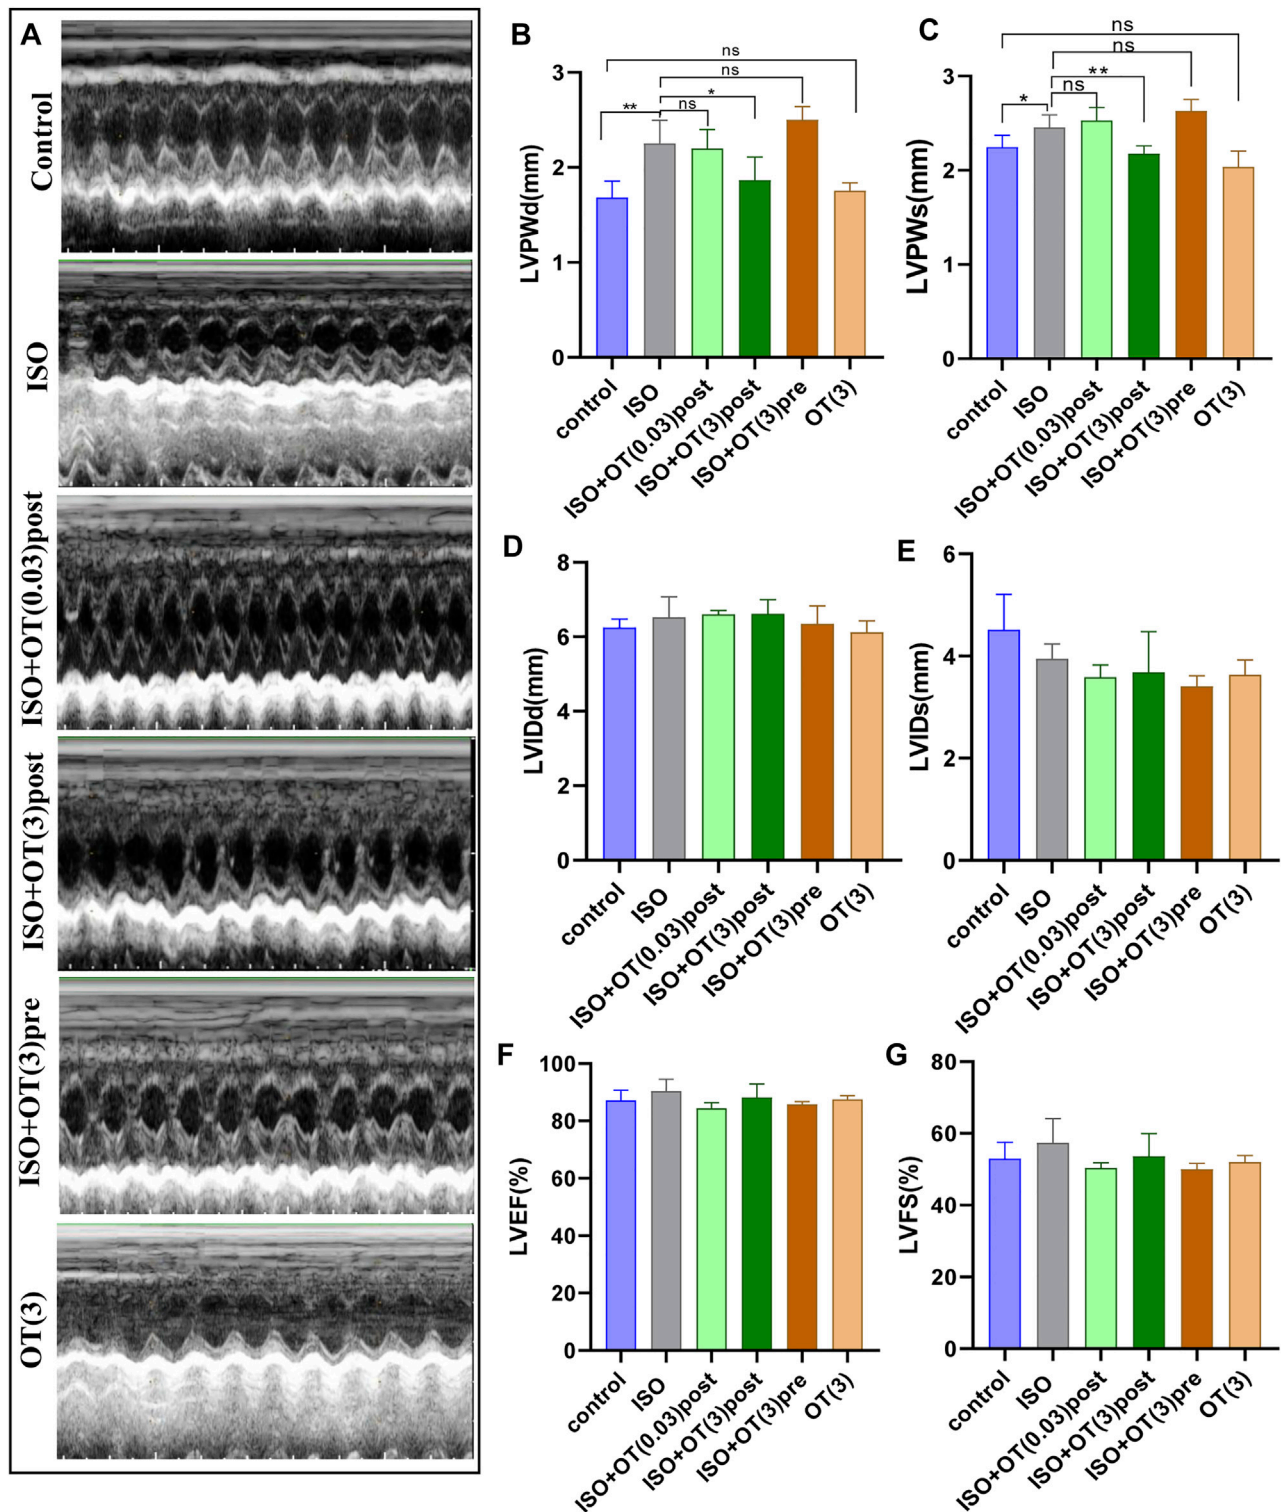 A
Control
ISO
ISO+OT(0.03)post
ISO+OT(3)post
ISO+OT(3)pre
OT(3)
B
ns
ns
*
** ns
3
2
1
0
LVPWd(mm)
control
ISO
ISO+OT(0.03)post
ISO+OT(3)post
ISO+OT(3)pre
OT(3)
C
ns
ns
**
* ns
3
2
1
0
LVPWs(mm)
control
ISO
ISO+OT(0.03)post
ISO+OT(3)post
ISO+OT(3)pre
OT(3)
D
8
6
4
2
0
LVIDd(mm)
control
ISO
ISO+OT(0.03)post
ISO+OT(3)post
ISO+OT(3)pre
OT(3)
E
6
4
2
0
LVIDs(mm)
control
ISO
ISO+OT(0.03)post
ISO+OT(3)post
ISO+OT(3)pre
OT(3)
F
100
80
60
40
20
0
LVEF(%)
control
ISO
ISO+OT(0.03)post
ISO+OT(3)post
ISO+OT(3)pre
OT(3)
G
80
60
40
20
0
LVFS(%)
control
ISO
ISO+OT(0.03)post
ISO+OT(3)post
ISO+OT(3)pre
OT(3)